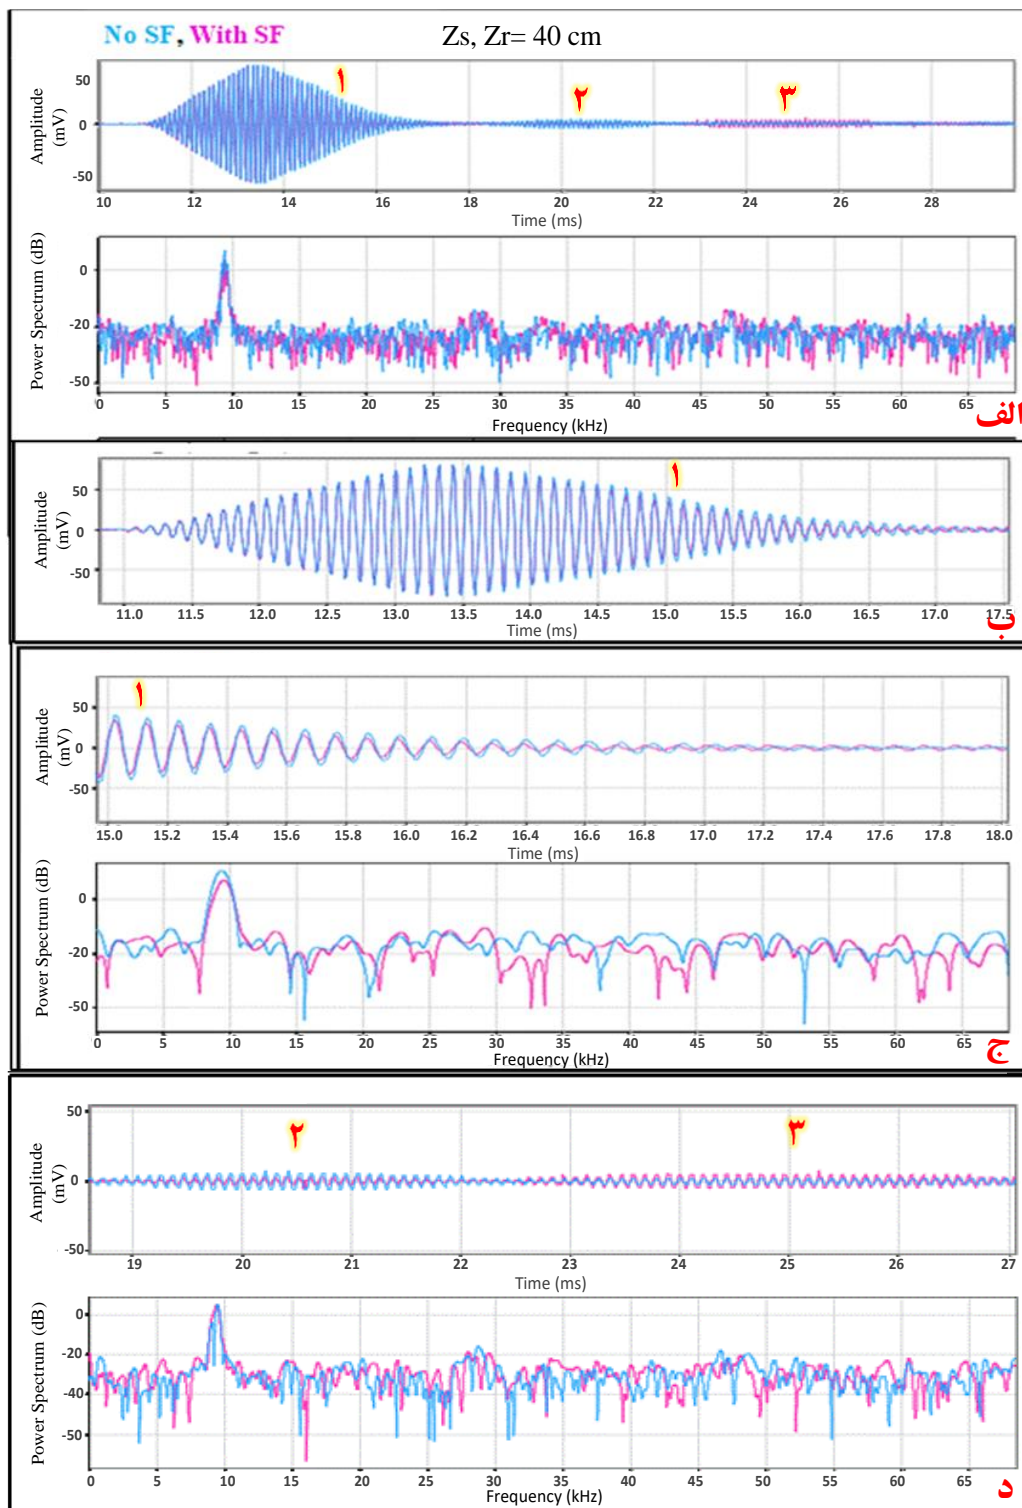 No SF, With SF
Zs, Zr= 40 cm
Amplitude
(mV)
50
0
-50
۱
۲
۳
10 12 14 16 18 20 22 24 26 28
Time (ms)
Power Spectrum (dB)
0
-20
-50
0 5 10 15 20 25 30 35 40 45 50 55 60 65
Frequency (kHz)
الف
Amplitude
(mV)
50
0
-50
۱
11.0 11.5 12.0 12.5 13.0 13.5 14.0 14.5 15.0 15.5 16.0 16.5 17.0 17.5
Time (ms)
ب
Amplitude
(mV)
50
0
-50
۱
15.0 15.2 15.4 15.6 15.8 16.0 16.2 16.4 16.6 16.8 17.0 17.2 17.4 17.6 17.8 18.0
Time (ms)
Power Spectrum (dB)
0
-20
-50
0 5 10 15 20 25 30 35 40 45 50 55 60 65
Frequency (kHz)
ج
Amplitude
(mV)
50
0
-50
۲
۳
19 20 21 22 23 24 25 26 27
Time (ms)
Power Spectrum (dB)
0
-20
-40
-50
0 5 10 15 20 25 30 35 40 45 50 55 60 65
Frequency (kHz)
د